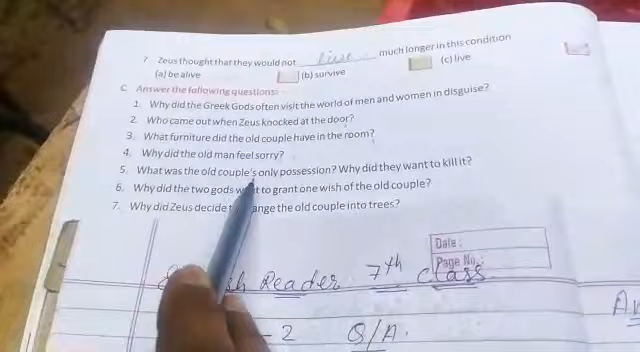 7 Zeus thought that they would not live much longer in this condition
(a) be alive (b) survive (c) live
C. Answer the following questions:
1. Why did the Greek Gods often visit the world of men and women in disguise?
2. Who came out when Zeus knocked at the door?
3. What furniture did the old couple have in the room?
4. Why did the old man feel sorry?
5. What was the old couple's only possession? Why did they want to kill it?
6. Why did the two gods to grant one wish of the old couple?
7. Why did Zeus decide the old couple into trees?
Date :
Page No.:
Reader 7th Class
- 2 Q/A.